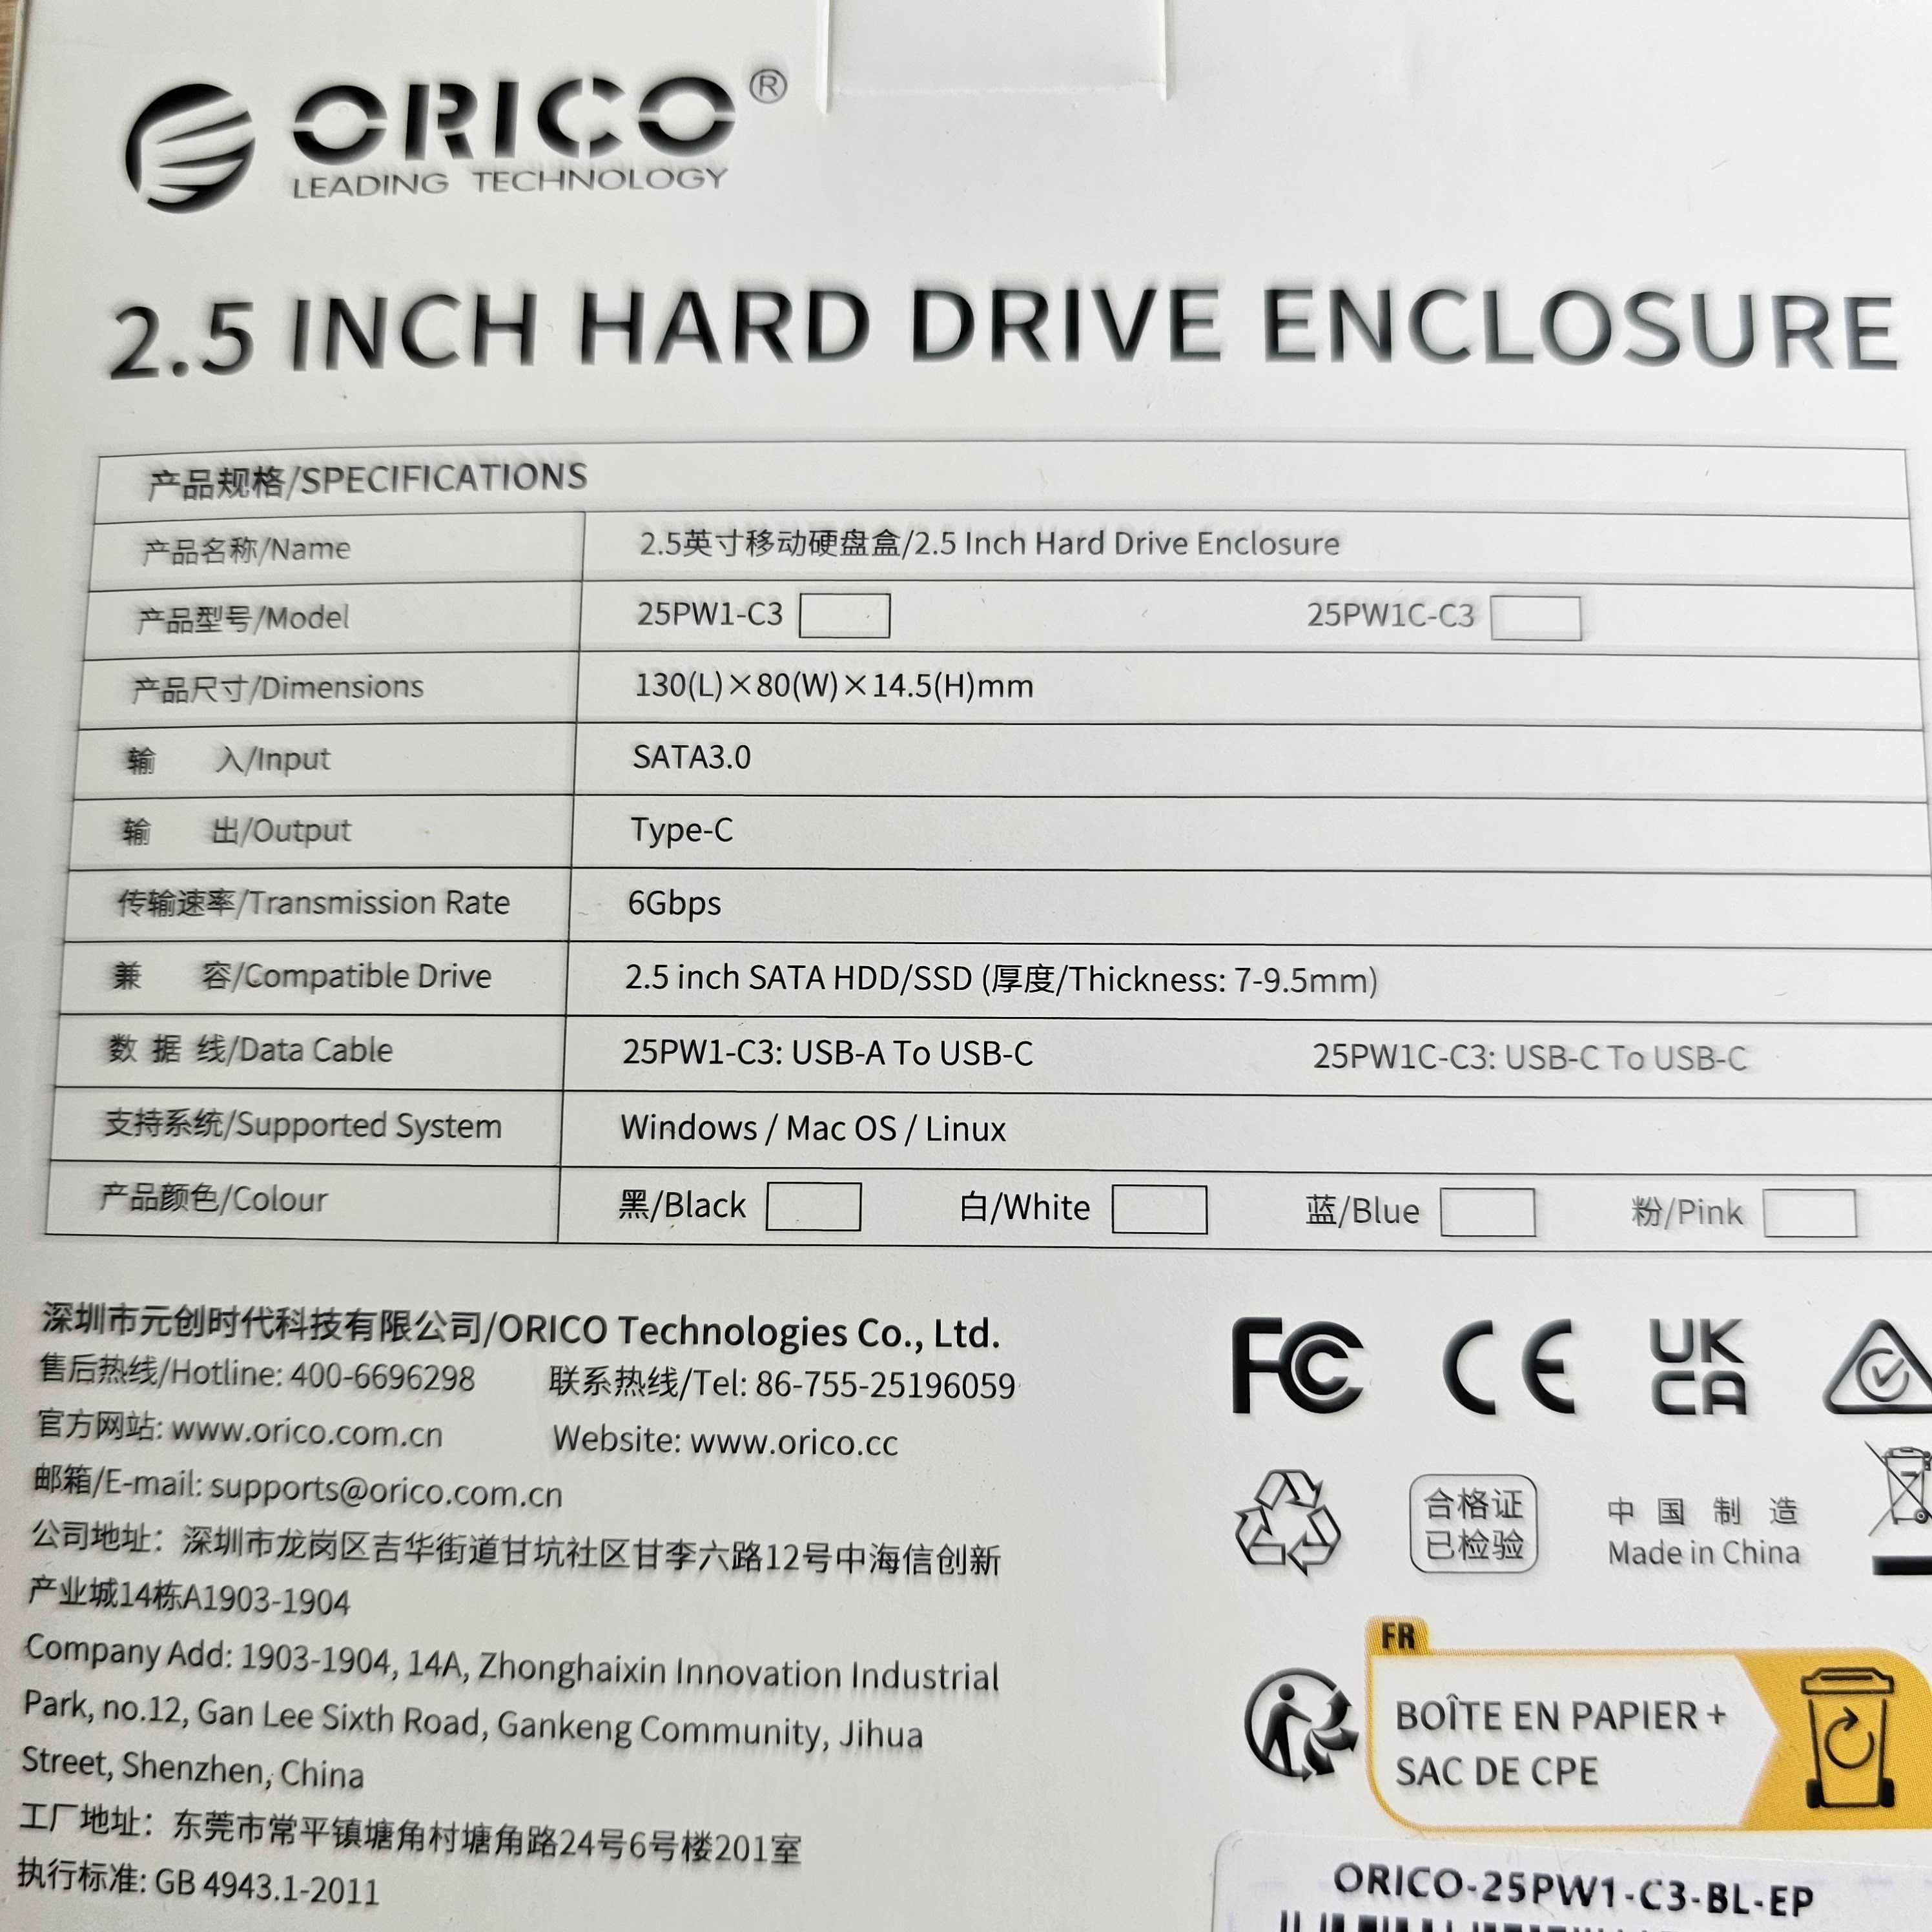 ORICO®
LEADING TECHNOLOGY
2.5 INCH HARD DRIVE ENCLOSURE
产品规格/SPECIFICATIONS
产品名称/Name 2.5英寸移动硬盘盒/2.5 Inch Hard Drive Enclosure
产品型号/Model 25PW1-C3 25PW1C-C3
产品尺寸/Dimensions 130(L)×80(W)×14.5(H)mm
输 入/Input SATA3.0
输 出/Output Type-C
传输速率/Transmission Rate 6Gbps
兼 容/Compatible Drive 2.5 inch SATA HDD/SSD (厚度/Thickness: 7-9.5mm)
数 据 线/Data Cable 25PW1-C3: USB-A To USB-C 25PW1C-C3: USB-C To USB-C
支持系统/Supported System Windows / Mac OS / Linux
产品颜色/Colour 黑/Black 白/White 蓝/Blue 粉/Pink
深圳市元创时代科技有限公司/ORICO Technologies Co., Ltd.
售后热线/Hotline: 400-6696298 联系热线/Tel: 86-755-25196059
官方网站: www.orico.com.cn Website: www.orico.cc
邮箱/E-mail: supports@orico.com.cn
公司地址：深圳市龙岗区吉华街道甘坑社区甘李六路12号中海信创新
产业城14栋A1903-1904
Company Add: 1903-1904, 14A, Zhonghaixin Innovation Industrial
Park, no.12, Gan Lee Sixth Road, Gankeng Community, Jihua
Street, Shenzhen, China
工厂地址：东莞市常平镇塘角村塘角路24号6号楼201室
执行标准: GB 4943.1-2011
FC CE UK
CA
合格证
已检验
中国制造
Made in China
FR
BOÎTE EN PAPIER +
SAC DE CPE
ORICO-25PW1-C3-BL-EP